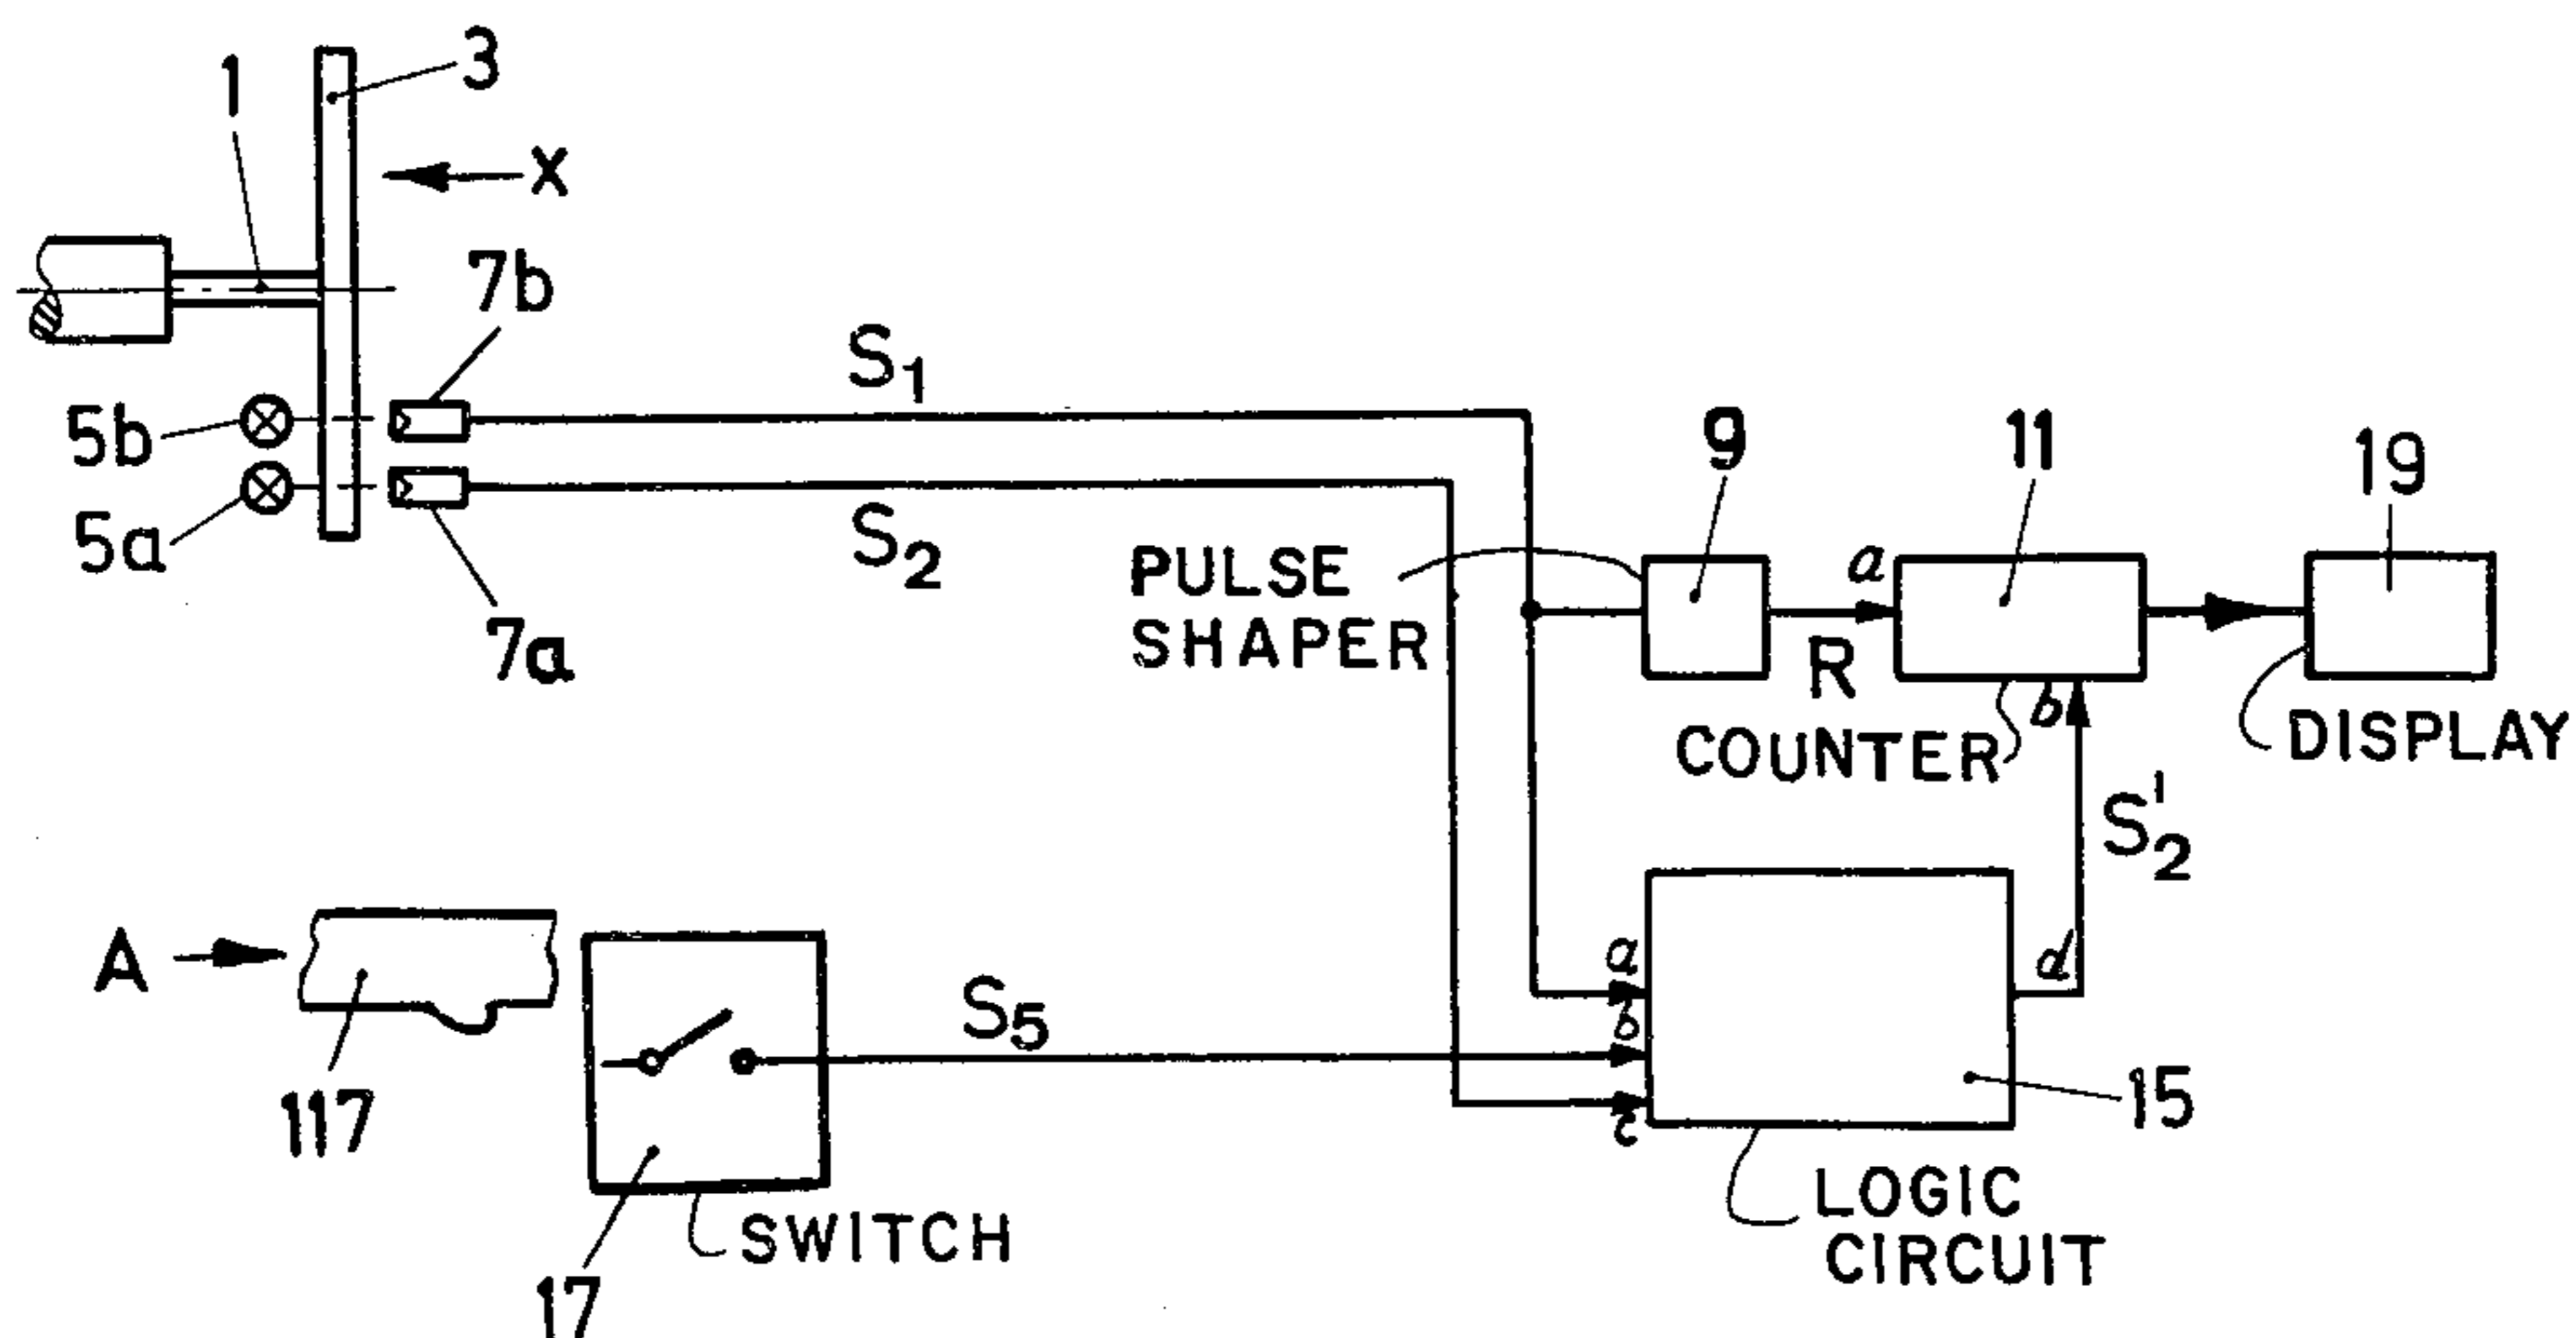 1
3
X
7b
5b
S1
5a
S2
7a
9
11
19
PULSE
SHAPER
a
R
b
COUNTER
DISPLAY
S'2
A
117
S5
a
b
c
d
15
SWITCH
17
LOGIC
CIRCUIT